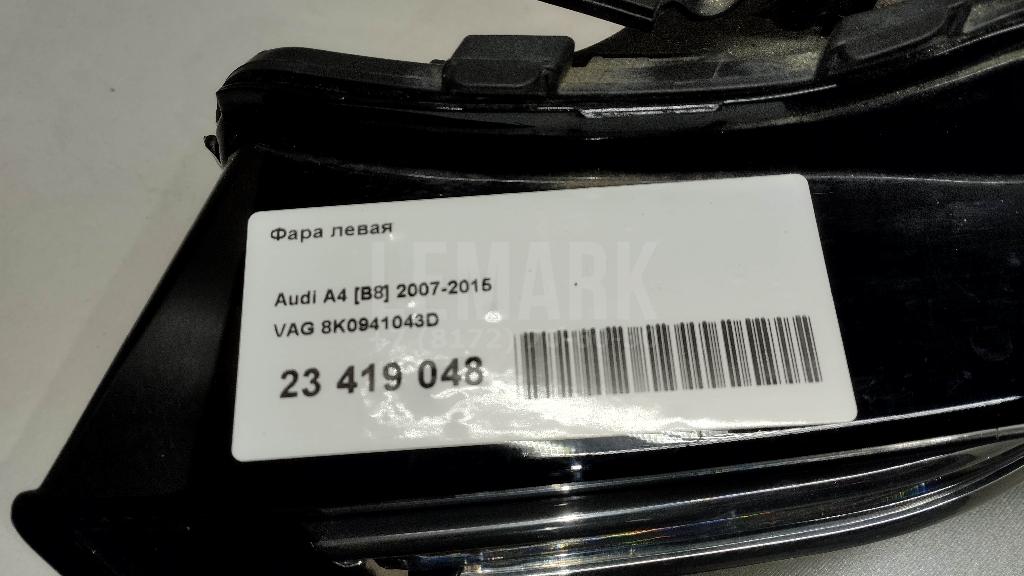 Фара левая
LEMARK
Audi A4 [B8] 2007-2015
VAG 8K0941043D
23 419 048